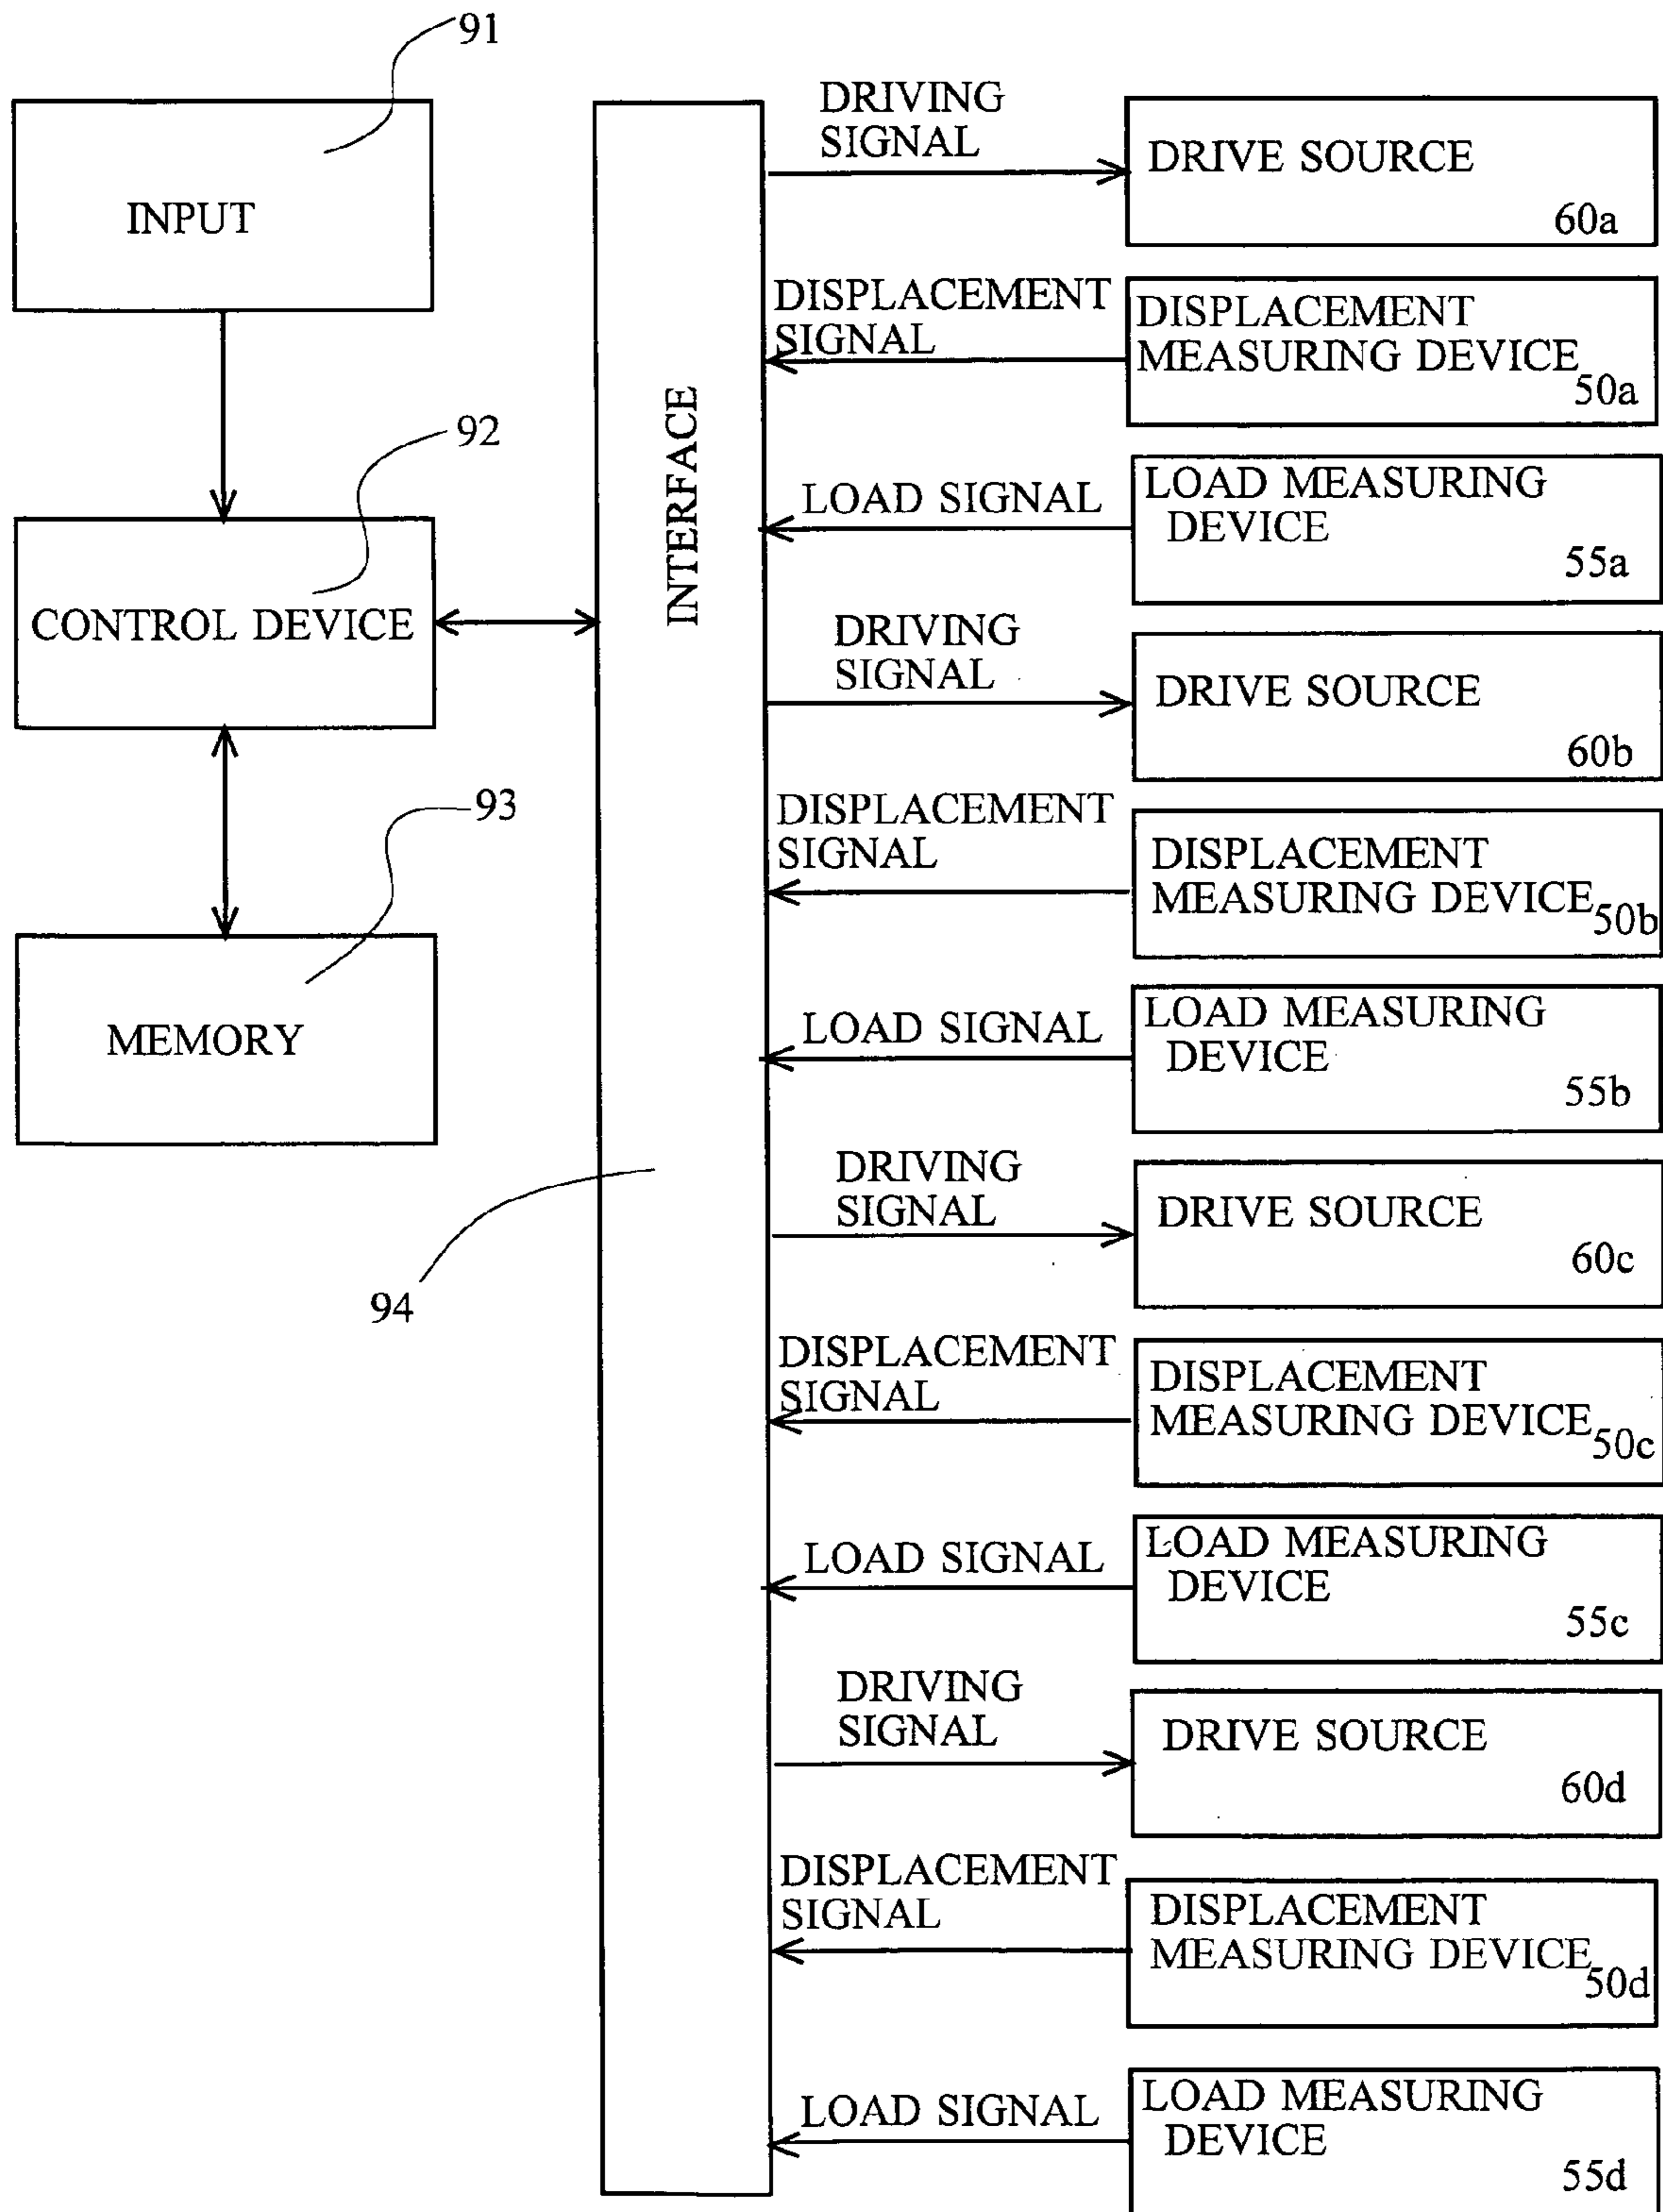 91
INPUT
92
CONTROL DEVICE
93
MEMORY
94
INTERFACE
DRIVING
SIGNAL
DRIVE SOURCE
60a
DISPLACEMENT
SIGNAL
DISPLACEMENT
MEASURING DEVICE
50a
LOAD SIGNAL
LOAD MEASURING
DEVICE
55a
DRIVING
SIGNAL
DRIVE SOURCE
60b
DISPLACEMENT
SIGNAL
DISPLACEMENT
MEASURING DEVICE
50b
LOAD SIGNAL
LOAD MEASURING
DEVICE
55b
DRIVING
SIGNAL
DRIVE SOURCE
60c
DISPLACEMENT
SIGNAL
DISPLACEMENT
MEASURING DEVICE
50c
LOAD SIGNAL
LOAD MEASURING
DEVICE
55c
DRIVING
SIGNAL
DRIVE SOURCE
60d
DISPLACEMENT
SIGNAL
DISPLACEMENT
MEASURING DEVICE
50d
LOAD SIGNAL
LOAD MEASURING
DEVICE
55d